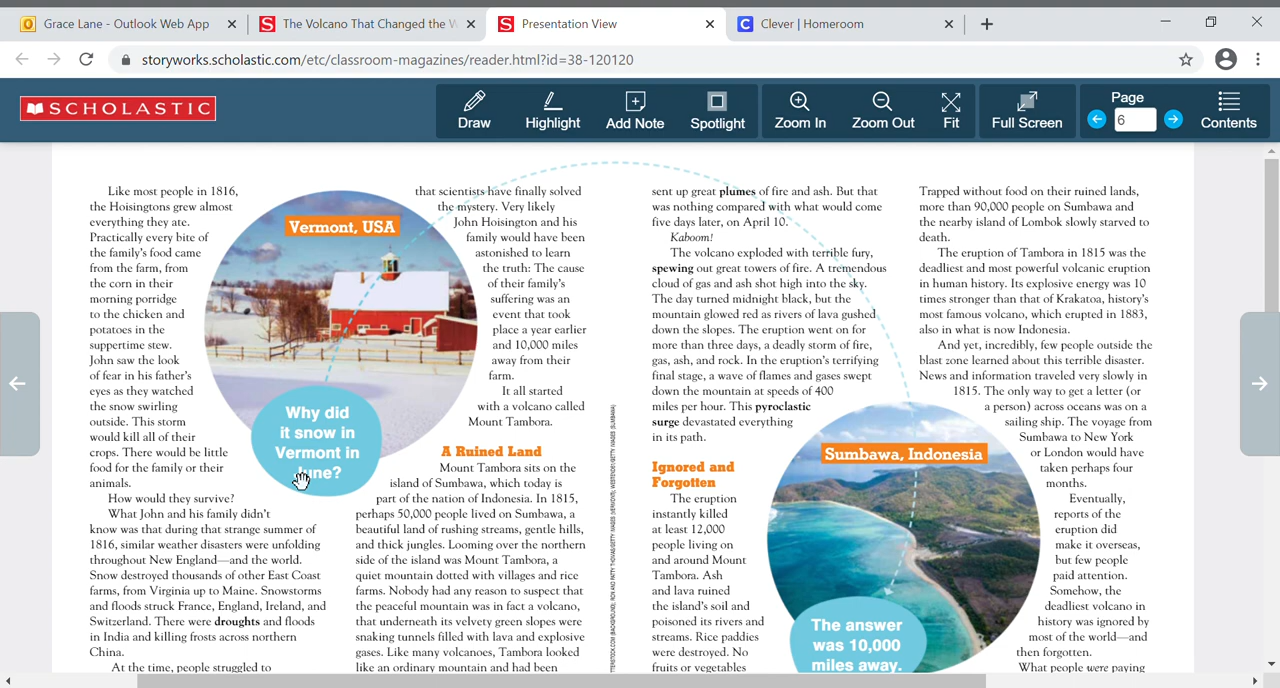 Grace Lane - Outlook Web App
The Volcano That Changed the W
Presentation View
Clever | Homeroom
storyworks.scholastic.com/etc/classroom-magazines/reader.html?id=38-120120
SCHOLASTIC
Draw
Highlight
Add Note
Spotlight
Zoom In
Zoom Out
Fit
Full Screen
Page
6
Contents
Like most people in 1816,
the Hoisingtons grew almost
everything they ate.
Practically every bite of
the family's food came
from the farm, from
the corn in their
morning porridge
to the chicken and
potatoes in the
suppertime stew.
John saw the look
of fear in his father's
eyes as they watched
the snow swirling
outside. This storm
would kill all of their
crops. There would be little
food for the family or their
animals.
How would they survive?
What John and his family didn't
know was that during that strange summer of
1816, similar weather disasters were unfolding
throughout New England—and the world.
Snow destroyed thousands of other East Coast
farms, from Virginia up to Maine. Snowstorms
and floods struck France, England, Ireland, and
Switzerland. There were droughts and floods
in India and killing frosts across northern
China.
At the time, people struggled to
Vermont, USA
Why did
it snow in
Vermont in
June?
that scientists have finally solved
the mystery. Very likely
John Hoisington and his
family would have been
astonished to learn
the truth: The cause
of their family's
suffering was an
event that took
place a year earlier
and 10,000 miles
away from their
farm.
It all started
with a volcano called
Mount Tambora.
A Ruined Land
Mount Tambora sits on the
island of Sumbawa, which today is
part of the nation of Indonesia. In 1815,
perhaps 50,000 people lived on Sumbawa, a
beautiful land of rushing streams, gentle hills,
and thick jungles. Looming over the northern
side of the island was Mount Tambora, a
quiet mountain dotted with villages and rice
farms. Nobody had any reason to suspect that
the peaceful mountain was in fact a volcano,
that underneath its velvety green slopes were
snaking tunnels filled with lava and explosive
gases. Like many volcanoes, Tambora looked
like an ordinary mountain and had been
sent up great plumes of fire and ash. But that
was nothing compared with what would come
five days later, on April 10.
Kaboom!
The volcano exploded with terrible fury,
spewing out great towers of fire. A tremendous
cloud of gas and ash shot high into the sky.
The day turned midnight black, but the
mountain glowed red as rivers of lava gushed
down the slopes. The eruption went on for
more than three days, a deadly storm of fire,
gas, ash, and rock. In the eruption's terrifying
final stage, a wave of flames and gases swept
down the mountain at speeds of 400
miles per hour. This pyroclastic
surge devastated everything
in its path.
Ignored and
Forgotten
The eruption
instantly killed
at least 12,000
people living on
and around Mount
Tambora. Ash
and lava ruined
the island's soil and
poisoned its rivers and
streams. Rice paddies
were destroyed. No
fruits or vegetables
Sumbawa, Indonesia
The answer
was 10,000
miles away.
Trapped without food on their ruined lands,
more than 90,000 people on Sumbawa and
the nearby island of Lombok slowly starved to
death.
The eruption of Tambora in 1815 was the
deadliest and most powerful volcanic eruption
in human history. Its explosive energy was 10
times stronger than that of Krakatoa, history's
most famous volcano, which erupted in 1883,
also in what is now Indonesia.
And yet, incredibly, few people outside the
blast zone learned about this terrible disaster.
News and information traveled very slowly in
1815. The only way to get a letter (or
a person) across oceans was on a
sailing ship. The voyage from
Sumbawa to New York
or London would have
taken perhaps four
months.
Eventually,
reports of the
eruption did
make it overseas,
but few people
paid attention.
Somehow, the
deadliest volcano in
history was ignored by
most of the world—and
then forgotten.
What people were paying